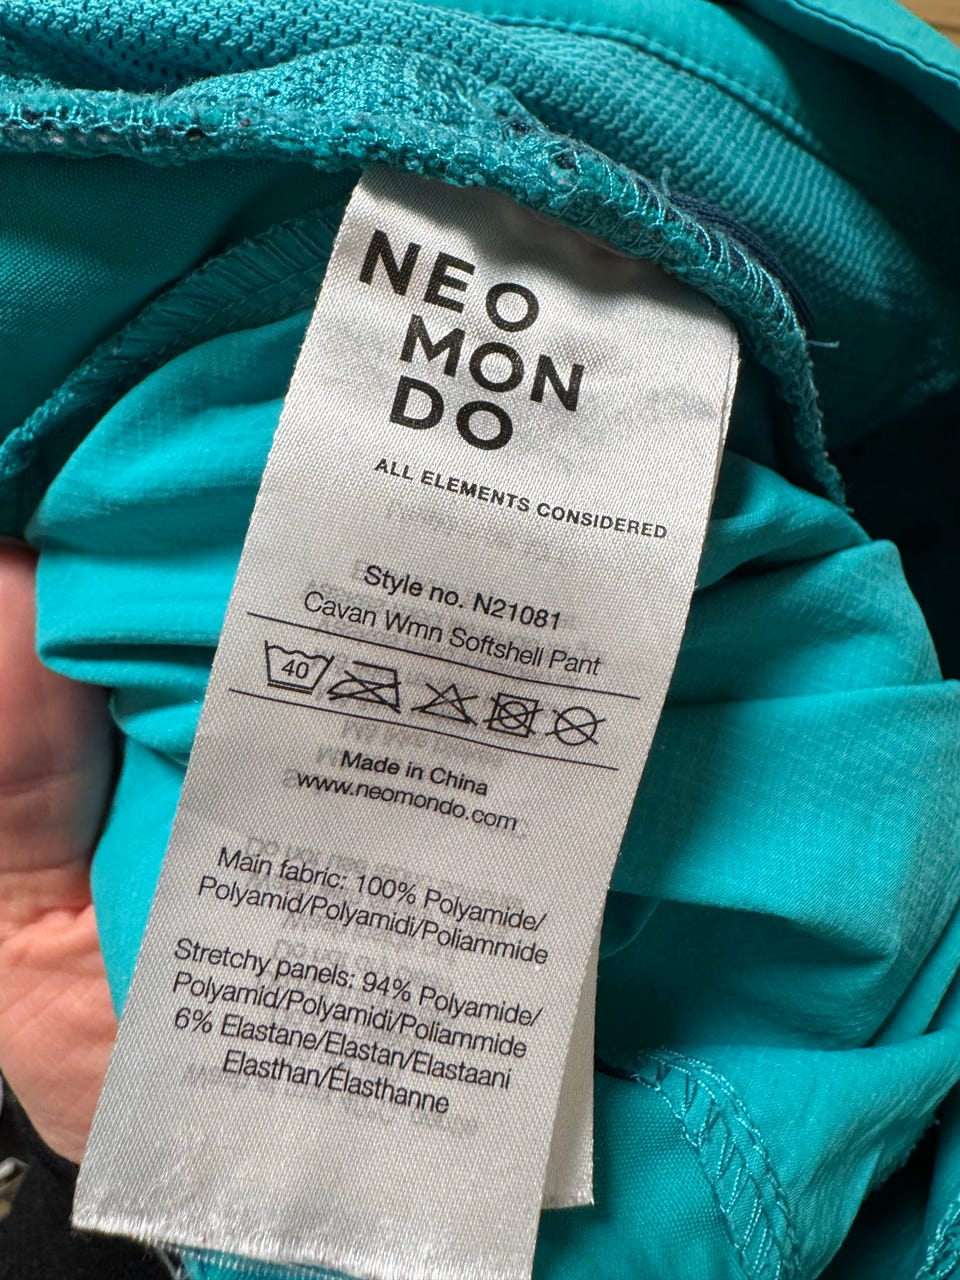 NEO
MON
DO
ALL ELEMENTS CONSIDERED
Style no. N21081
Cavan Wmn Softshell Pant
40
Made in China
www.neomondo.com
Main fabric: 100% Polyamide/
Polyamid/Polyamidi/Poliammide
Stretchy panels: 94% Polyamide/
Polyamid/Polyamidi/Poliammide
6% Elastane/Elastan/Elastaani
Elasthan/Élasthanne